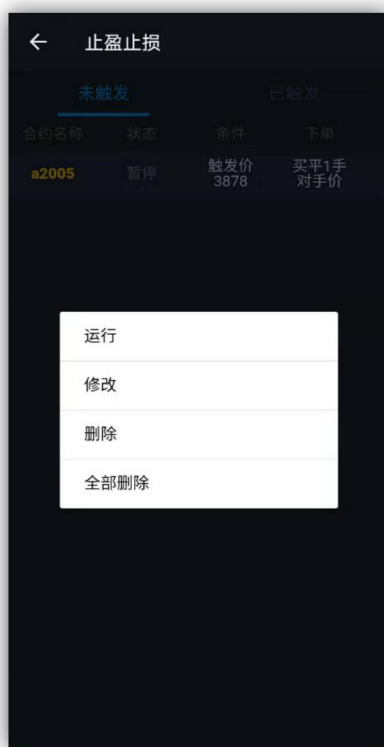 止盈止损
未触发 已触发
合约名称 状态 条件 下单
a2005 暂停 触发价 3878 买平1手 对手价
运行
修改
删除
全部删除